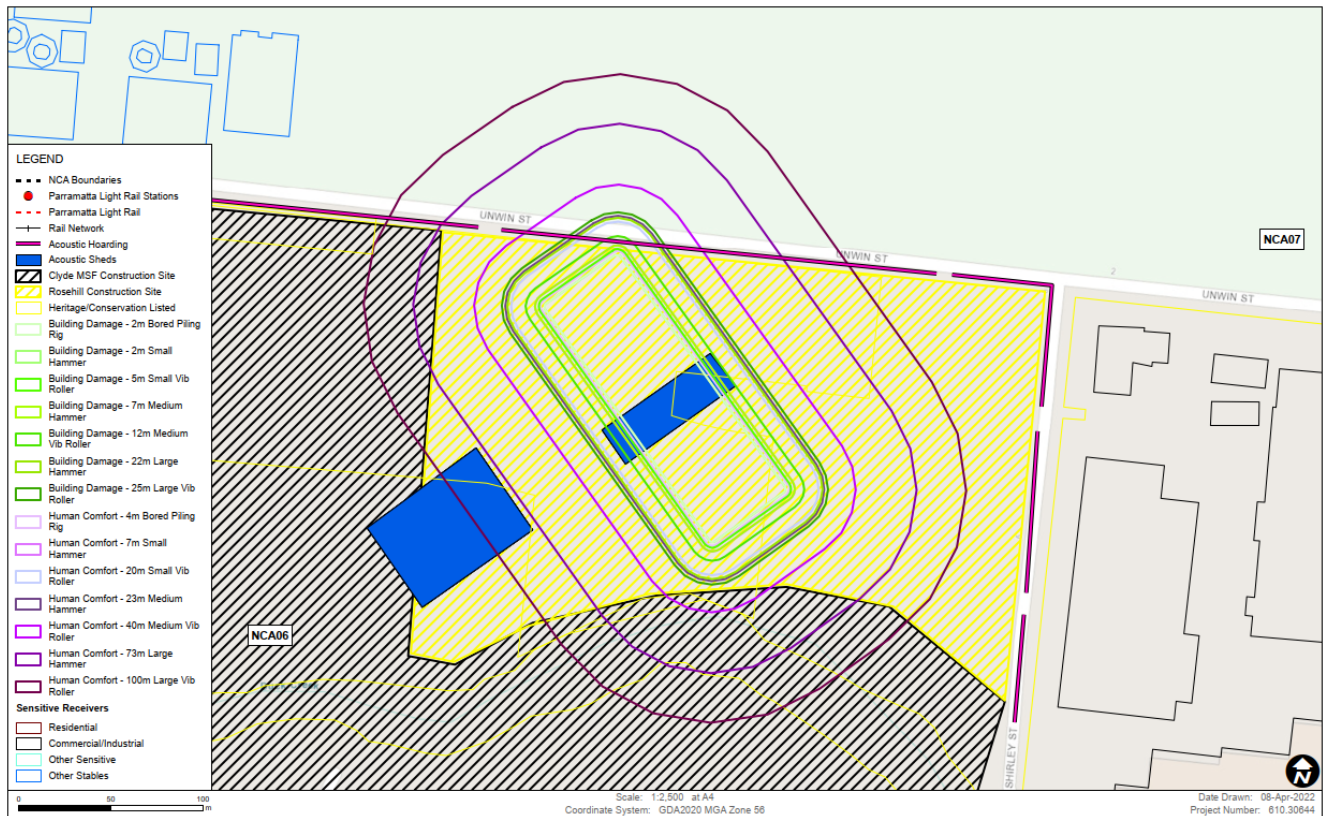 UNWIN ST
UNWIN ST
NCA07
2
UNWIN ST
LEGEND
NCA Boundaries
Parramatta Light Rail Stations
Parramatta Light Rail
Rail Network
Acoustic Hoarding
Acoustic Sheds
Clyde MSF Construction Site
Rosehill Construction Site
Heritage/Conservation Listed
Building Damage - 2m Bored Piling
Rig
Building Damage - 2m Small
Hammer
Building Damage - 5m Small Vib
Roller
Building Damage - 7m Medium
Hammer
Building Damage - 12m Medium
Vib Roller
Building Damage - 22m Large
Hammer
Building Damage - 25m Large Vib
Roller
Human Comfort - 4m Bored Piling
Rig
Human Comfort - 7m Small
Hammer
Human Comfort - 20m Small Vib
Roller
Human Comfort - 23m Medium
Hammer
Human Comfort - 40m Medium Vib
Roller
Human Comfort - 73m Large
Hammer
Human Comfort - 100m Large Vib
Roller
Sensitive Receivers
Residential
Commercial/Industrial
Other Sensitive
Other Stables
NCA06
SHIRLEY ST
N
0 50 100
m
Scale: 1:2,500 at A4
Coordinate System: GDA2020 MGA Zone 56
Date Drawn: 08-Apr-2022
Project Number: 610.30644